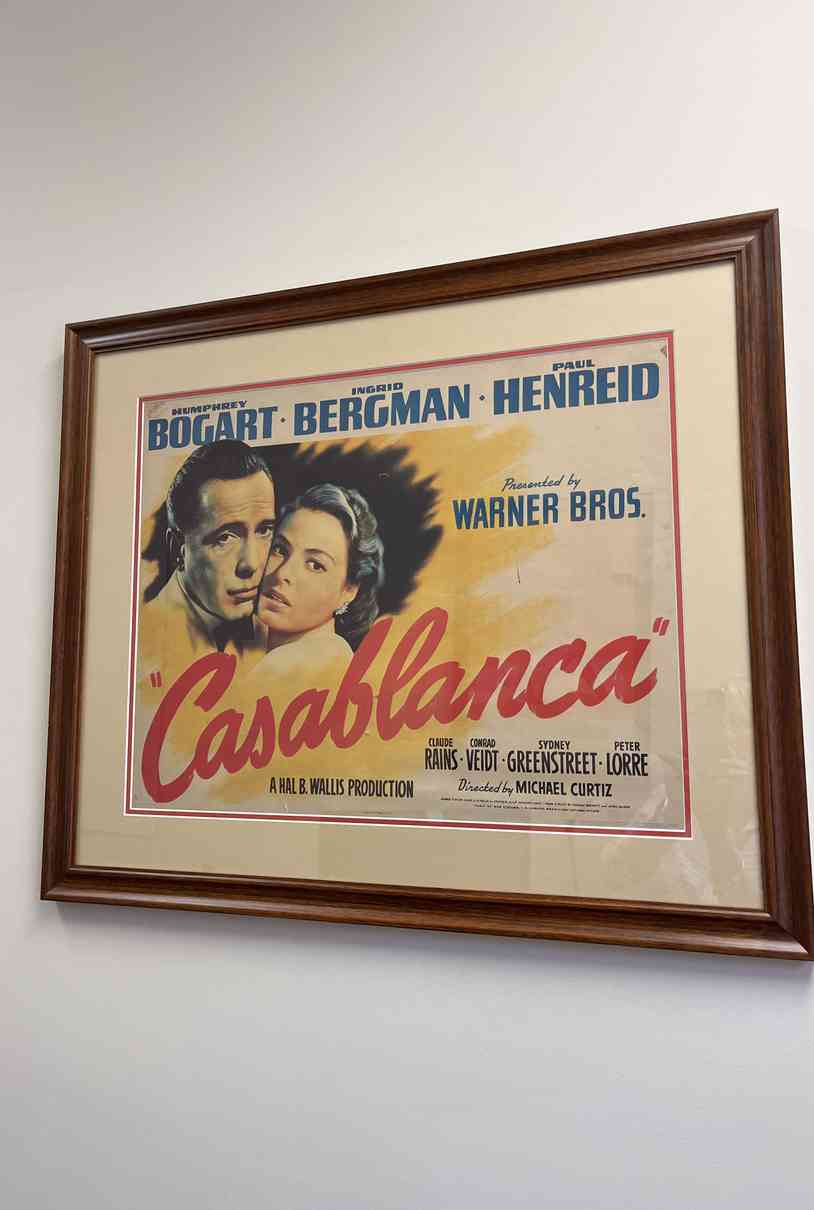 HUMPHREY INGRID PAUL
BOGART · BERGMAN · HENREID
Presented by
WARNER BROS.
"Casablanca"
CLAUDE CONRAD SYDNEY PETER
RAINS · VEIDT · GREENSTREET · LORRE
A HAL B. WALLIS PRODUCTION
Directed by MICHAEL CURTIZ